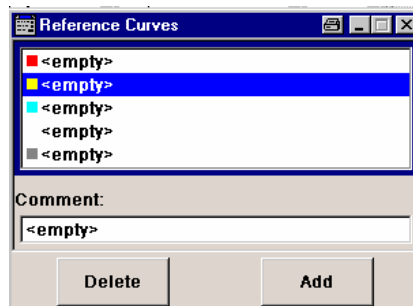 Reference Curves
<empty>
<empty>
<empty>
<empty>
<empty>
Comment:
<empty>
Delete Add